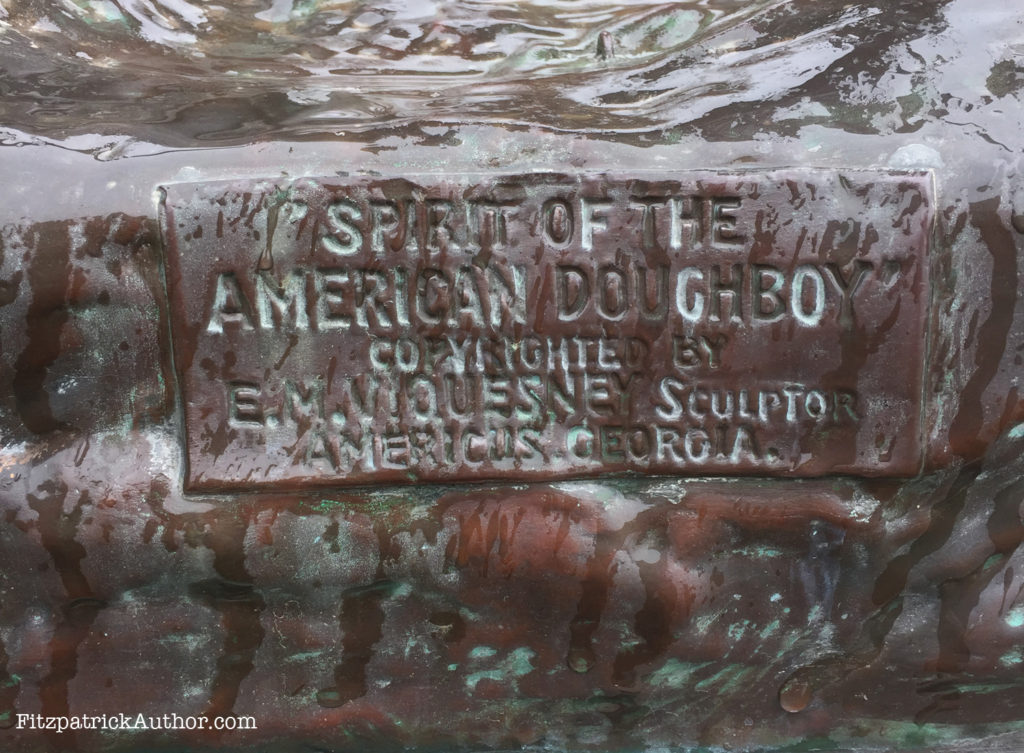 "SPIRIT OF THE
AMERICAN DOUGHBOY"
COPYRIGHTED BY
E.M. VIQUESNEY SCULPTOR
AMERICUS. GEORGIA.
FitzpatrickAuthor.com